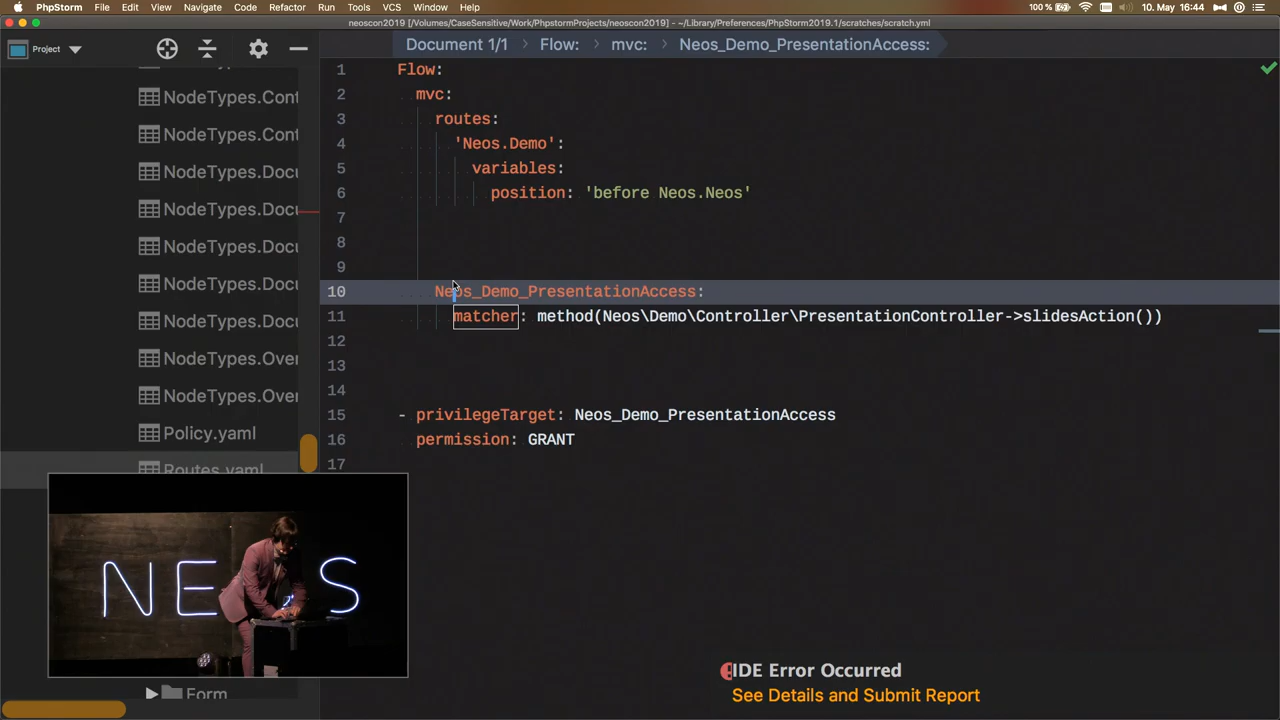 PhpStorm File Edit View Navigate Code Refactor Run Tools VCS Window Help 100 % Fri 10. May 16:44
neoscon2019 [/Volumes/CaseSensitive/Work/PhpstormProjects/neoscon2019] - ~/Library/Preferences/PhpStorm2019.1/scratches/scratch.yml
Project
Document 1/1 Flow: mvc: Neos_Demo_PresentationAccess:
NodeTypes.Cont
NodeTypes.Cont
NodeTypes.Docu
NodeTypes.Docu
NodeTypes.Docu
NodeTypes.Docu
NodeTypes.Docu
NodeTypes.Over
NodeTypes.Over
Policy.yaml
Routes.yaml
Form
1 Flow:
2 mvc:
3 routes:
4 'Neos.Demo':
5 variables:
6 position: 'before Neos.Neos'
7
8
9
10 Neos_Demo_PresentationAccess:
11 matcher: method(Neos\Demo\Controller\PresentationController->slidesAction())
12
13
14
15 - privilegeTarget: Neos_Demo_PresentationAccess
16 permission: GRANT
17
NE S
IDE Error Occurred
See Details and Submit Report